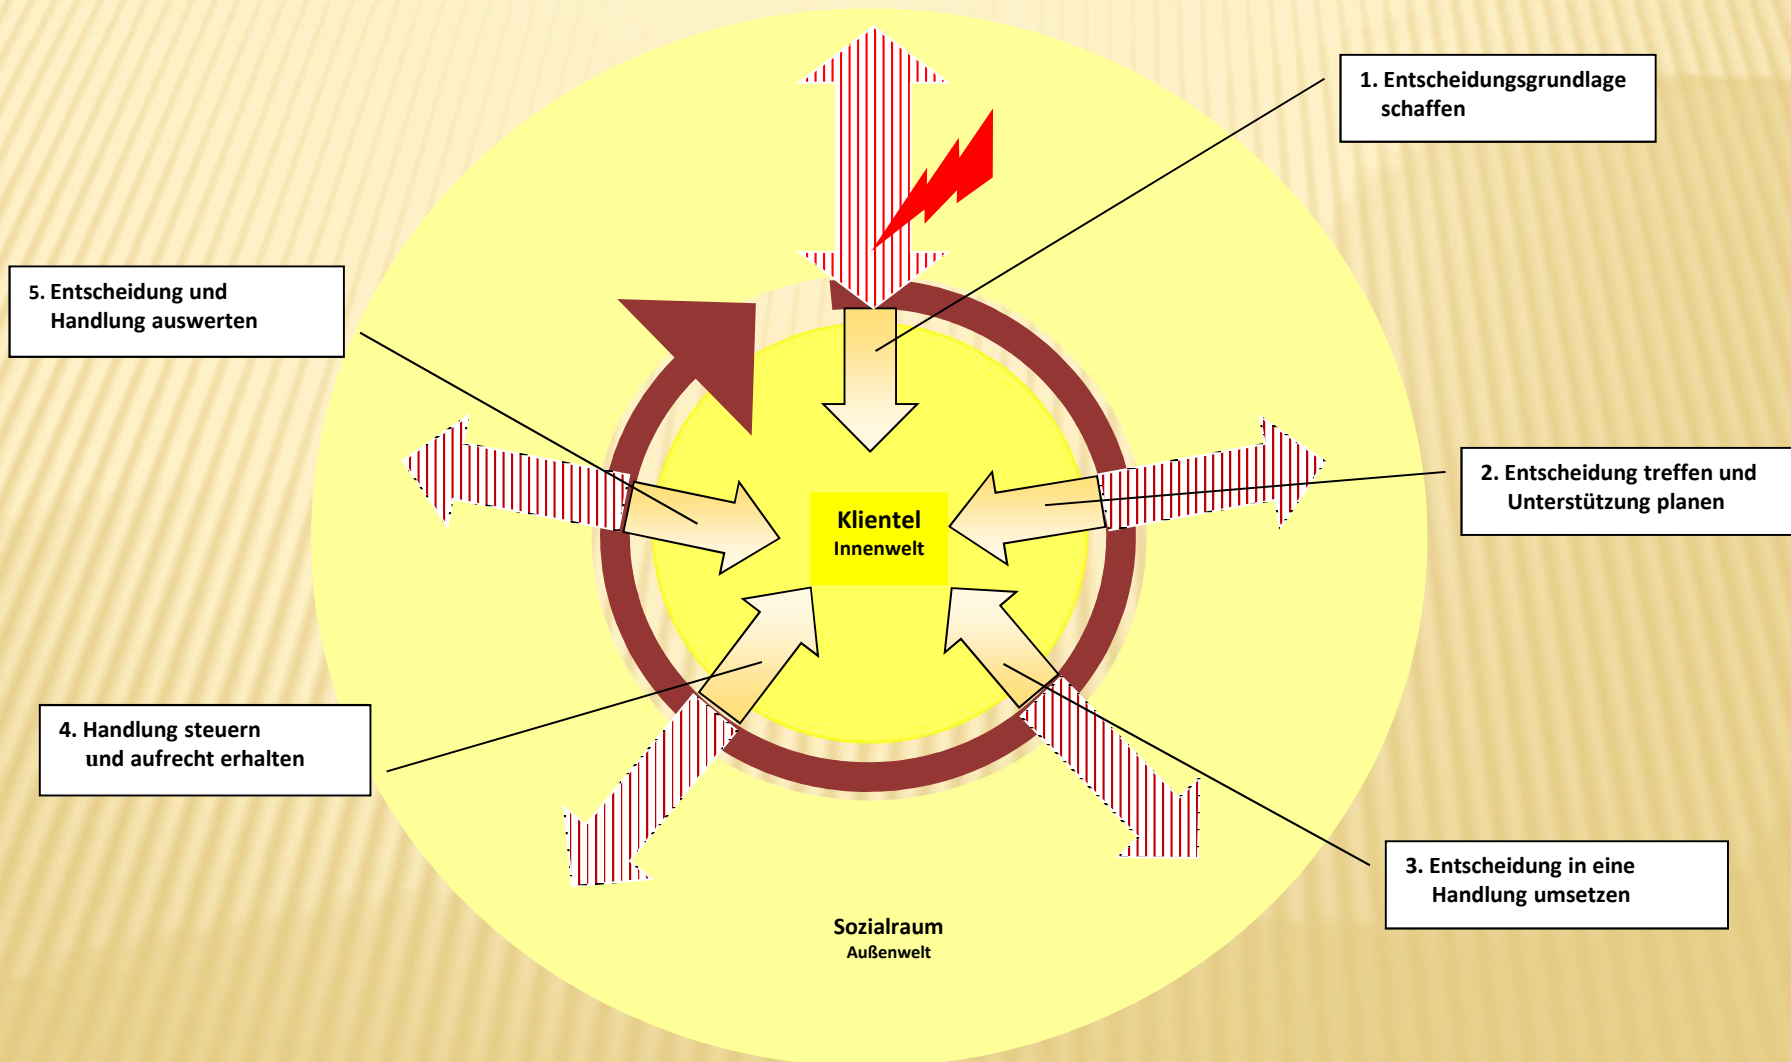 1. Entscheidungsgrundlage
schaffen
5. Entscheidung und
Handlung auswerten
2. Entscheidung treffen und
Unterstützung planen
Klientel
Innenwelt
4. Handlung steuern
und aufrecht erhalten
3. Entscheidung in eine
Handlung umsetzen
Sozialraum
Außenwelt